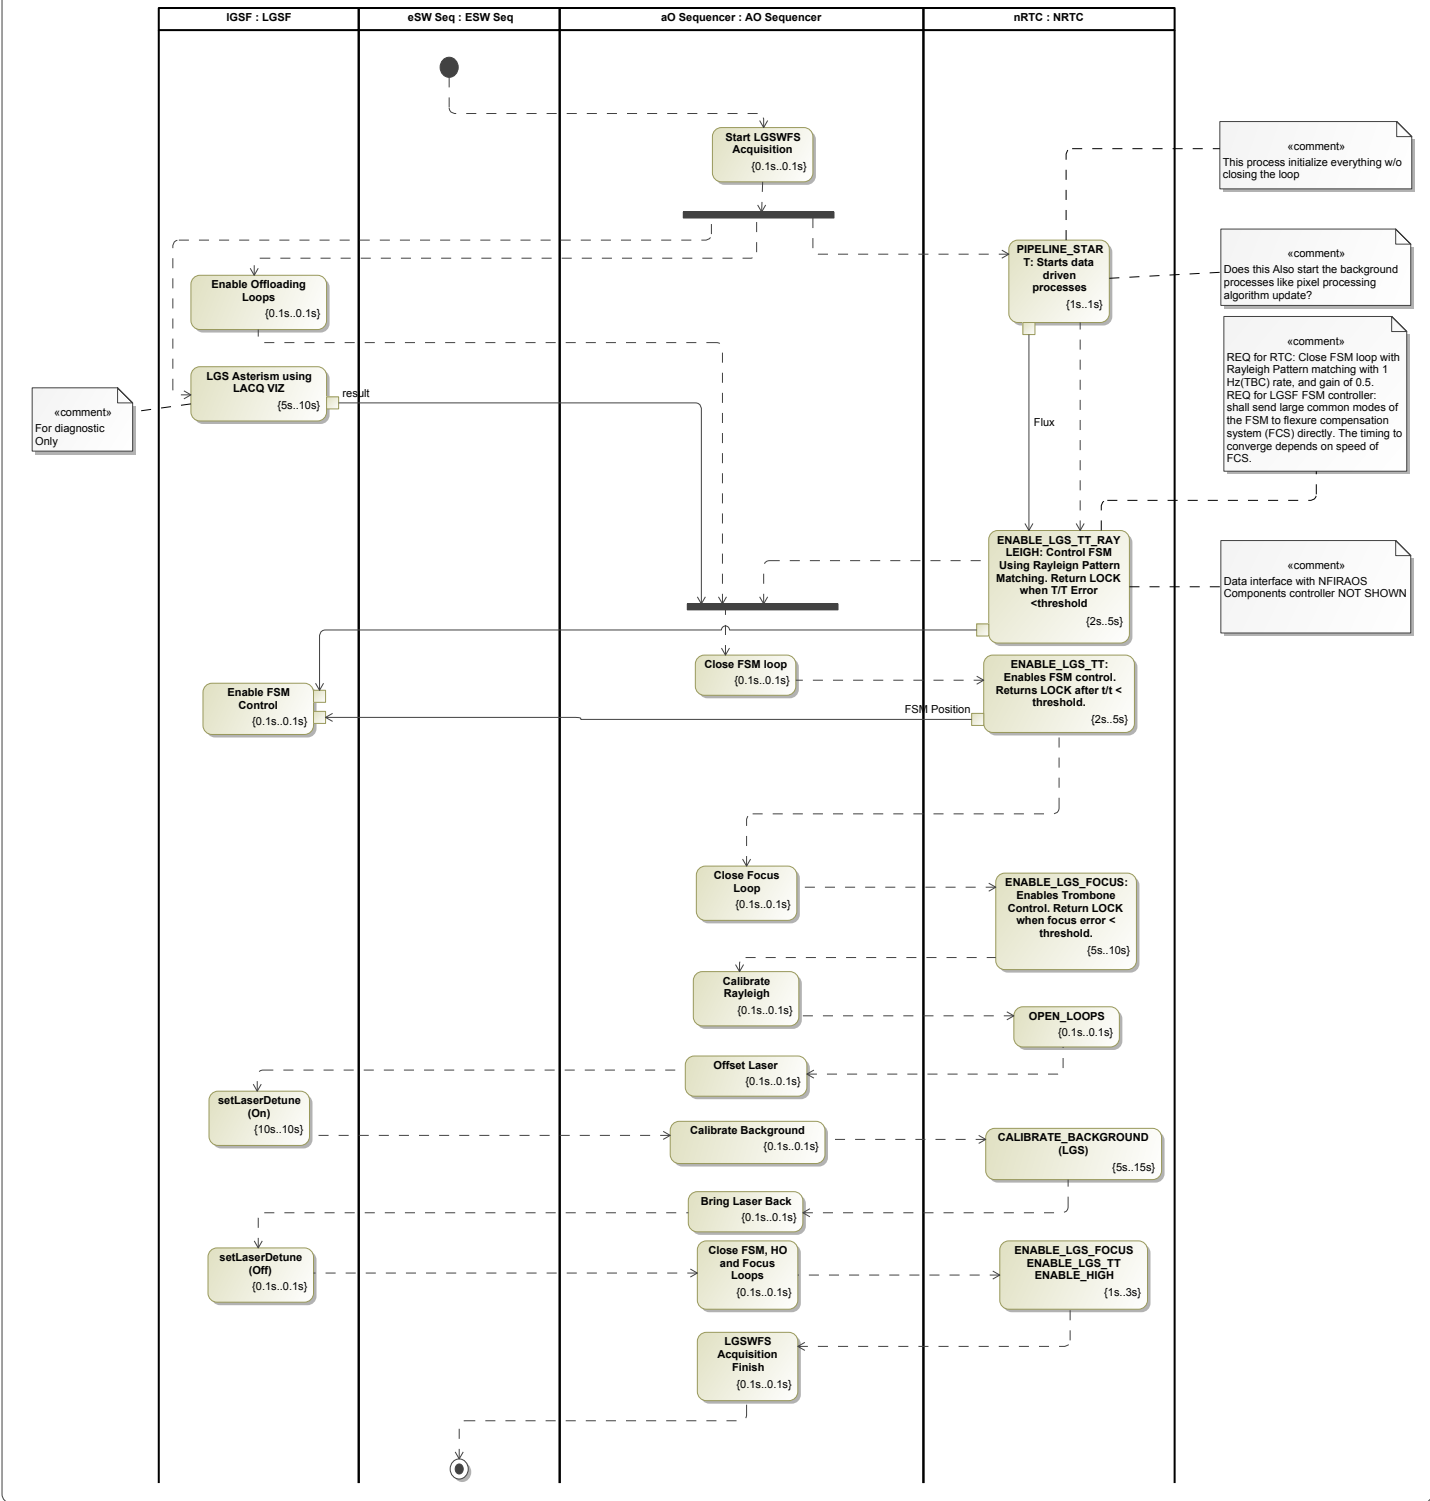 lGSF : LGSF
eSW Seq : ESW Seq
aO Sequencer : AO Sequencer
nRTC : NRTC
Start LGSWFS
Acquisition
{0.1s..0.1s}
«comment»
This process initialize everything w/o
closing the loop
PIPELINE_STAR
T: Starts data
driven
processes
{1s..1s}
«comment»
Does this Also start the background
processes like pixel processing
algorithm update?
Enable Offloading
Loops
{0.1s..0.1s}
«comment»
REQ for RTC: Close FSM loop with
Rayleigh Pattern matching with 1
Hz(TBC) rate, and gain of 0.5.
REQ for LGSF FSM controller:
shall send large common modes of
the FSM to flexure compensation
system (FCS) directly. The timing to
converge depends on speed of
FCS.
LGS Asterism using
LACQ VIZ
{5s..10s}
result
«comment»
For diagnostic
Only
Flux
ENABLE_LGS_TT_RAY
LEIGH: Control FSM
Using Rayleign Pattern
Matching. Return LOCK
when T/T Error
<threshold
{2s..5s}
«comment»
Data interface with NFIRAOS
Components controller NOT SHOWN
Close FSM loop
{0.1s..0.1s}
ENABLE_LGS_TT:
Enables FSM control.
Returns LOCK after t/t <
threshold.
{2s..5s}
Enable FSM
Control
{0.1s..0.1s}
FSM Position
Close Focus
Loop
{0.1s..0.1s}
ENABLE_LGS_FOCUS:
Enables Trombone
Control. Return LOCK
when focus error <
threshold.
{5s..10s}
Calibrate
Rayleigh
{0.1s..0.1s}
OPEN_LOOPS
{0.1s..0.1s}
Offset Laser
{0.1s..0.1s}
setLaserDetune
(On)
{10s..10s}
Calibrate Background
{0.1s..0.1s}
CALIBRATE_BACKGROUND
(LGS)
{5s..15s}
Bring Laser Back
{0.1s..0.1s}
setLaserDetune
(Off)
{0.1s..0.1s}
Close FSM, HO
and Focus
Loops
{0.1s..0.1s}
ENABLE_LGS_FOCUS
ENABLE_LGS_TT
ENABLE_HIGH
{1s..3s}
LGSWFS
Acquisition
Finish
{0.1s..0.1s}